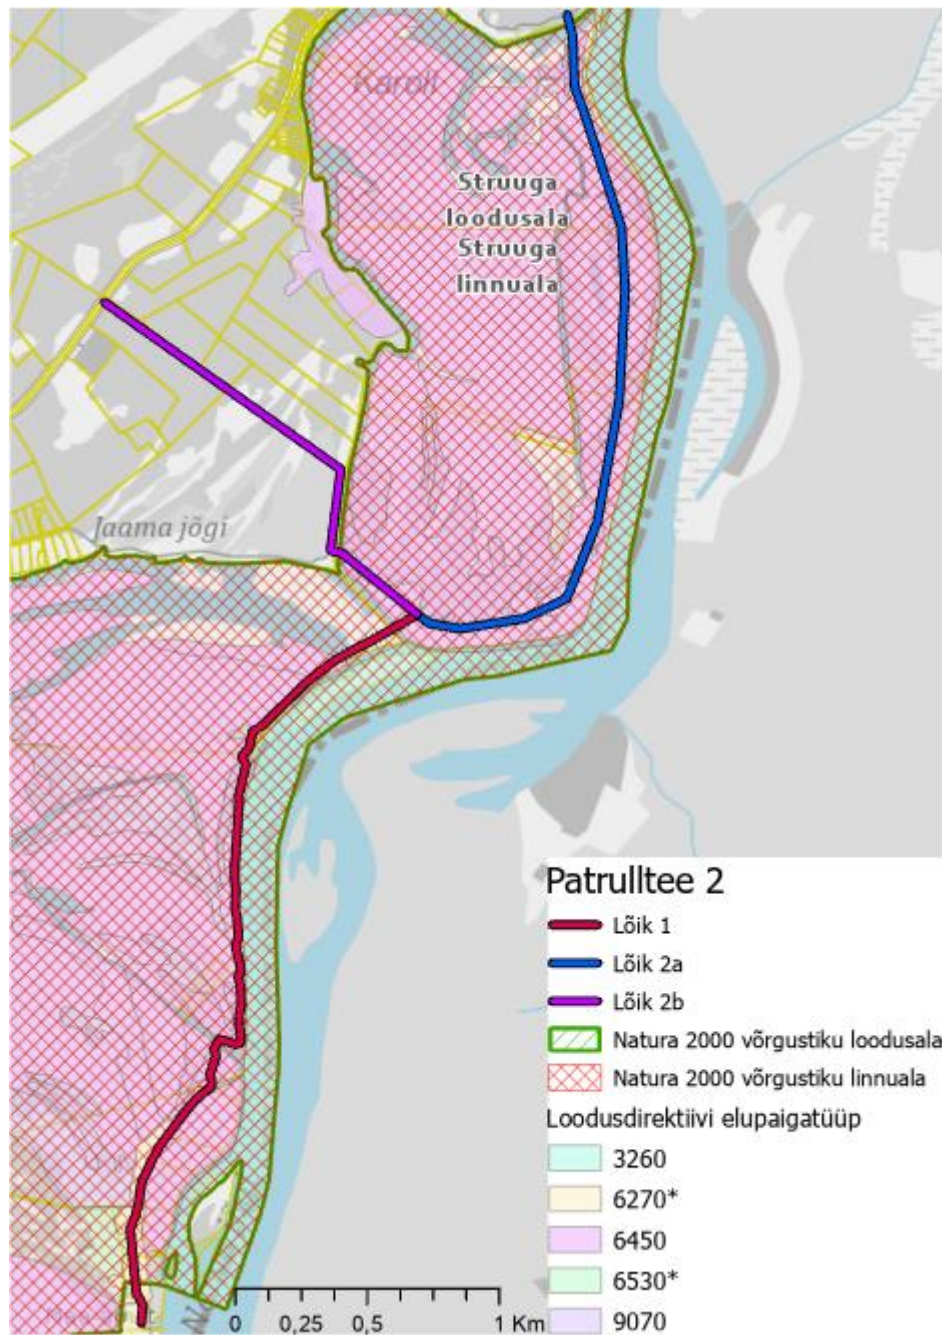 Karoli
Struuga
loodusala
Struuga
linnuala
Jaama jõgi
Patrulltee 2
Lõik 1
Lõik 2a
Lõik 2b
Natura 2000 võrgustiku loodusala
Natura 2000 võrgustiku linnuala
Loodusdirektiivi elupaigatüüp
3260
6270*
6450
6530*
9070
0 0,25 0,5 1 Km